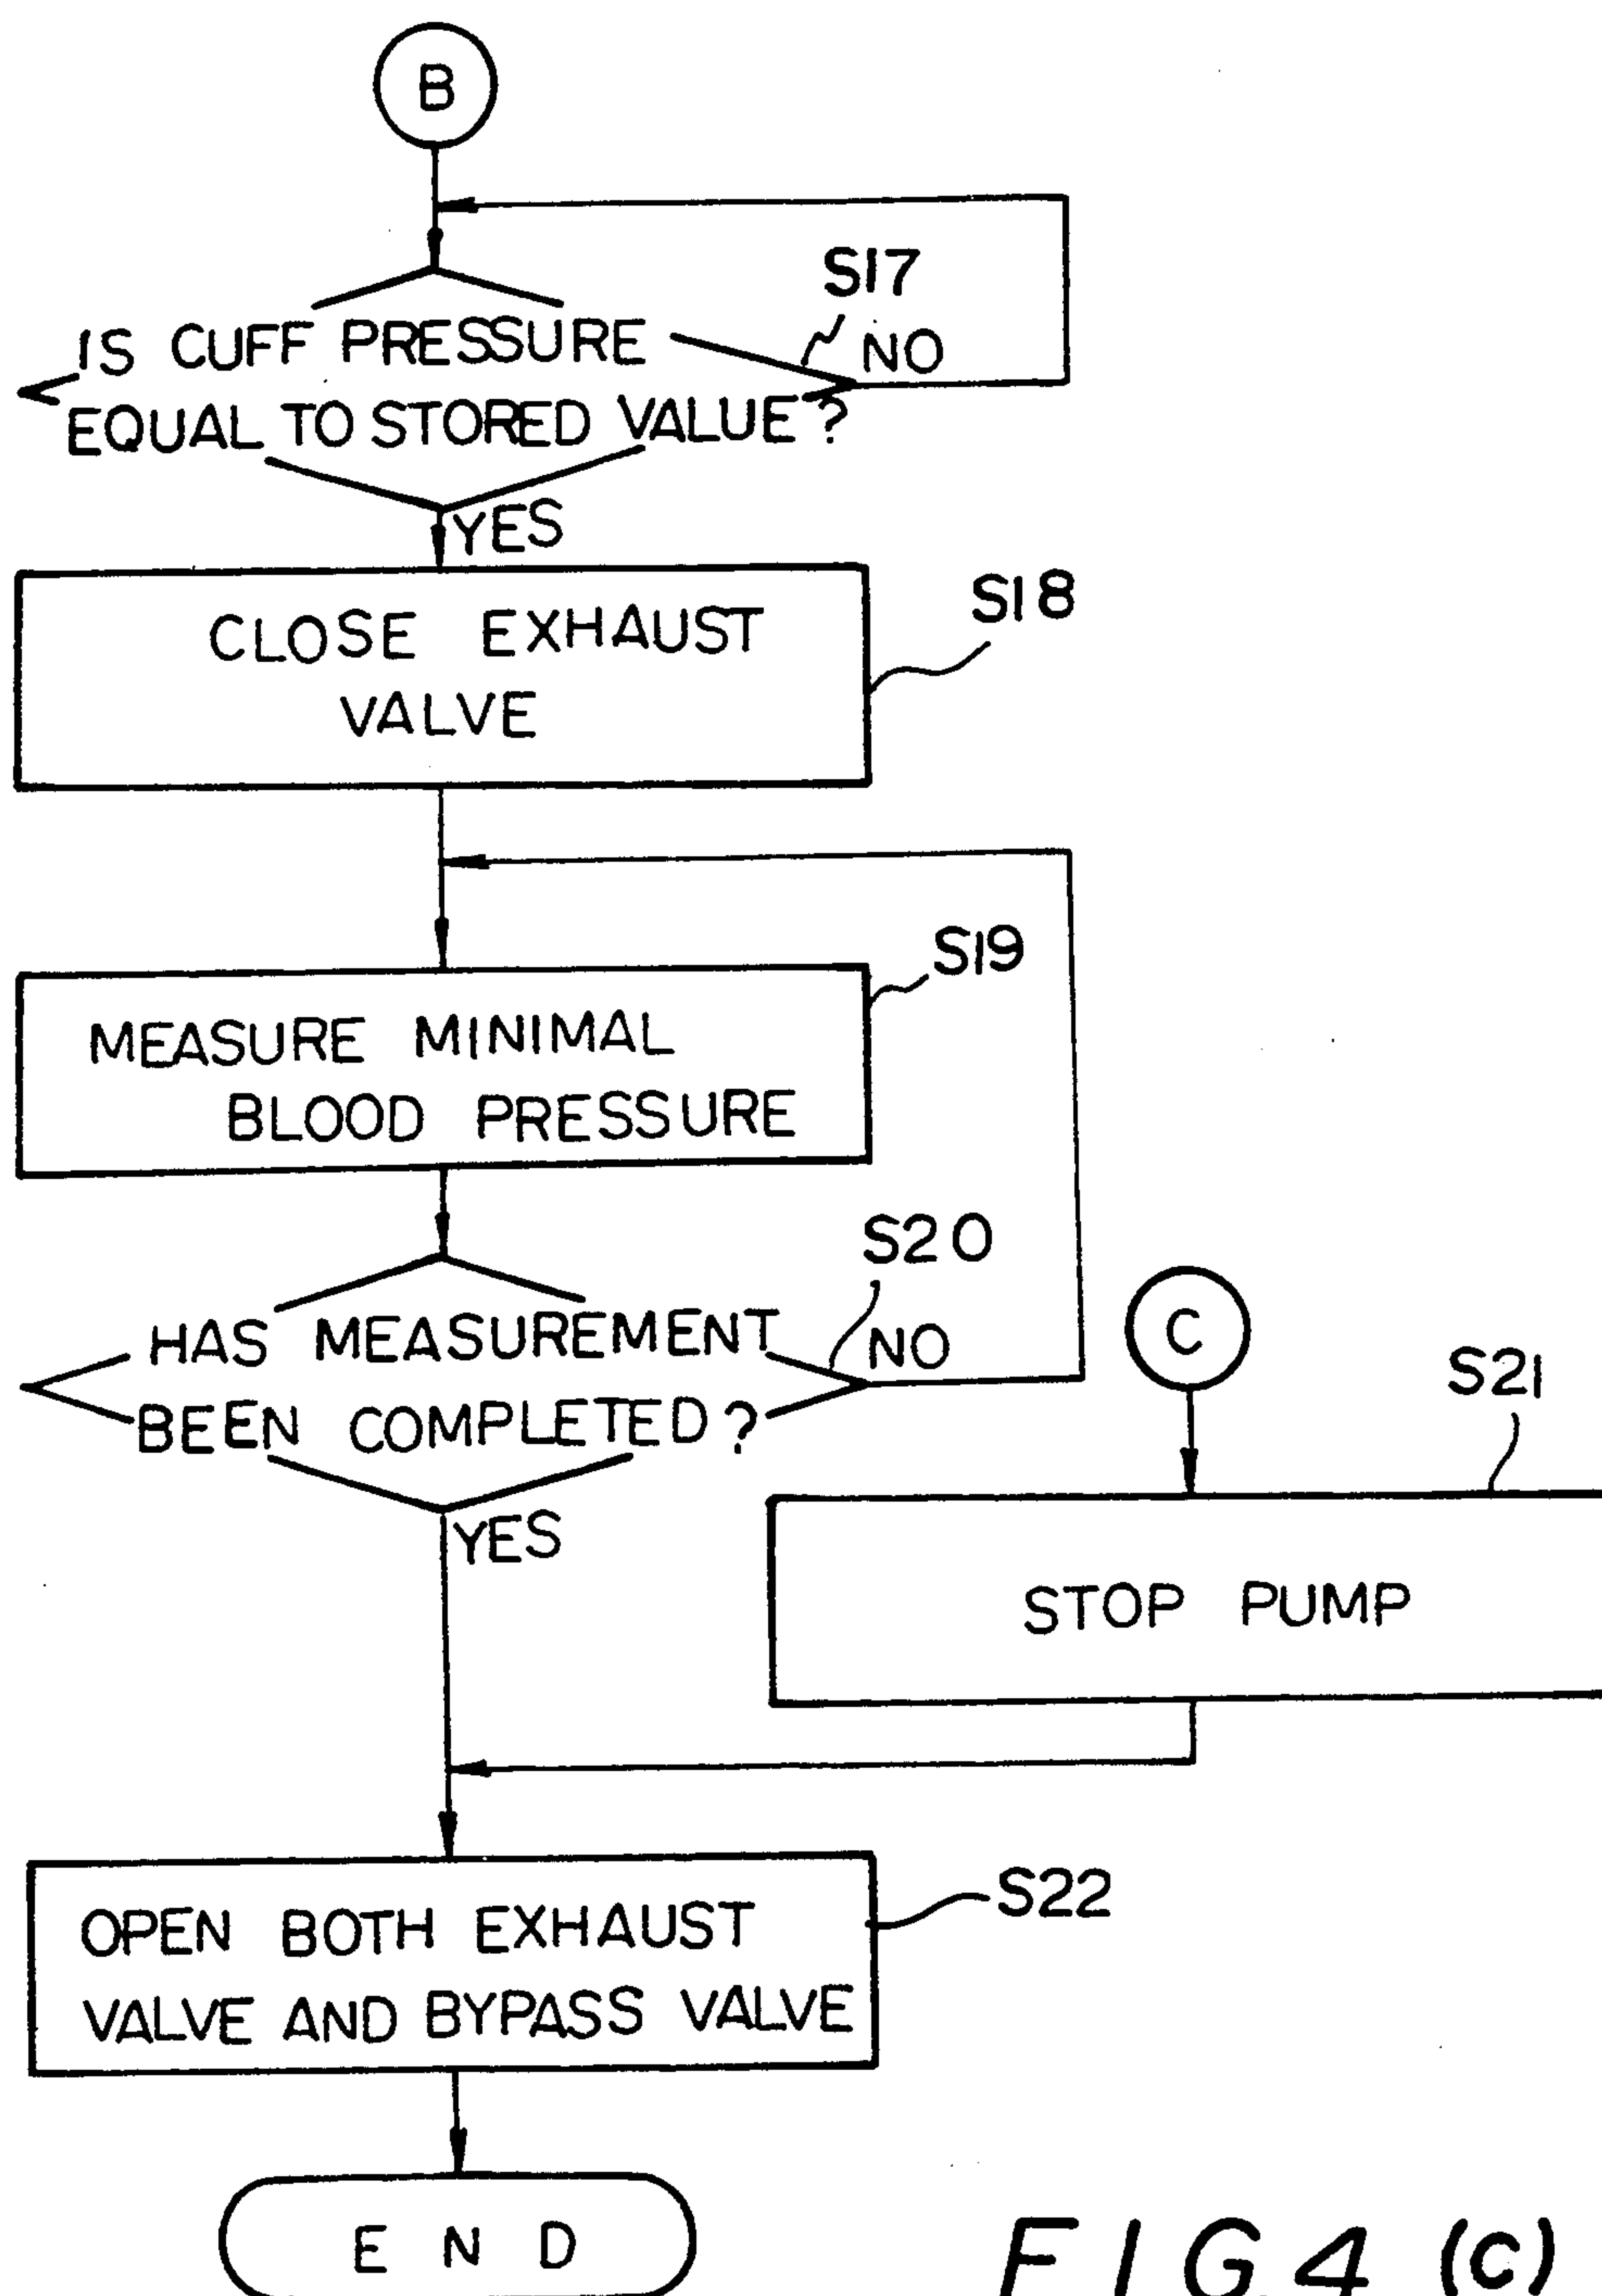 B
S17
IS CUFF PRESSURE
NO
EQUAL TO STORED VALUE?
YES
S18
CLOSE EXHAUST
VALVE
S19
MEASURE MINIMAL
BLOOD PRESSURE
S20
HAS MEASUREMENT
NO
BEEN COMPLETED?
YES
C
S21
STOP PUMP
S22
OPEN BOTH EXHAUST
VALVE AND BYPASS VALVE
END
FIG.4 (C)